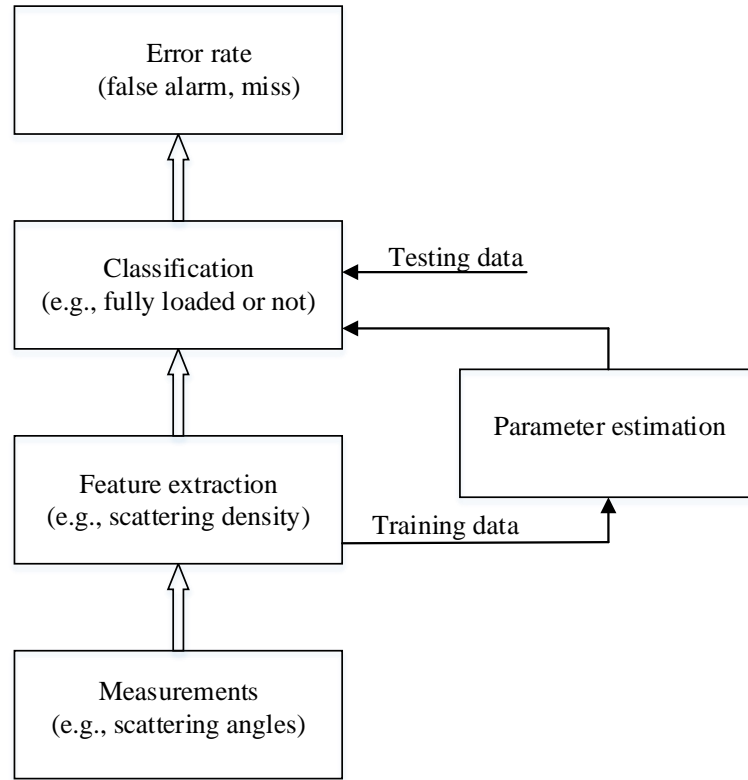 Error rate
(false alarm, miss)
Classification
(e.g., fully loaded or not)
Testing data
Parameter estimation
Feature extraction
(e.g., scattering density)
Training data
Measurements
(e.g., scattering angles)